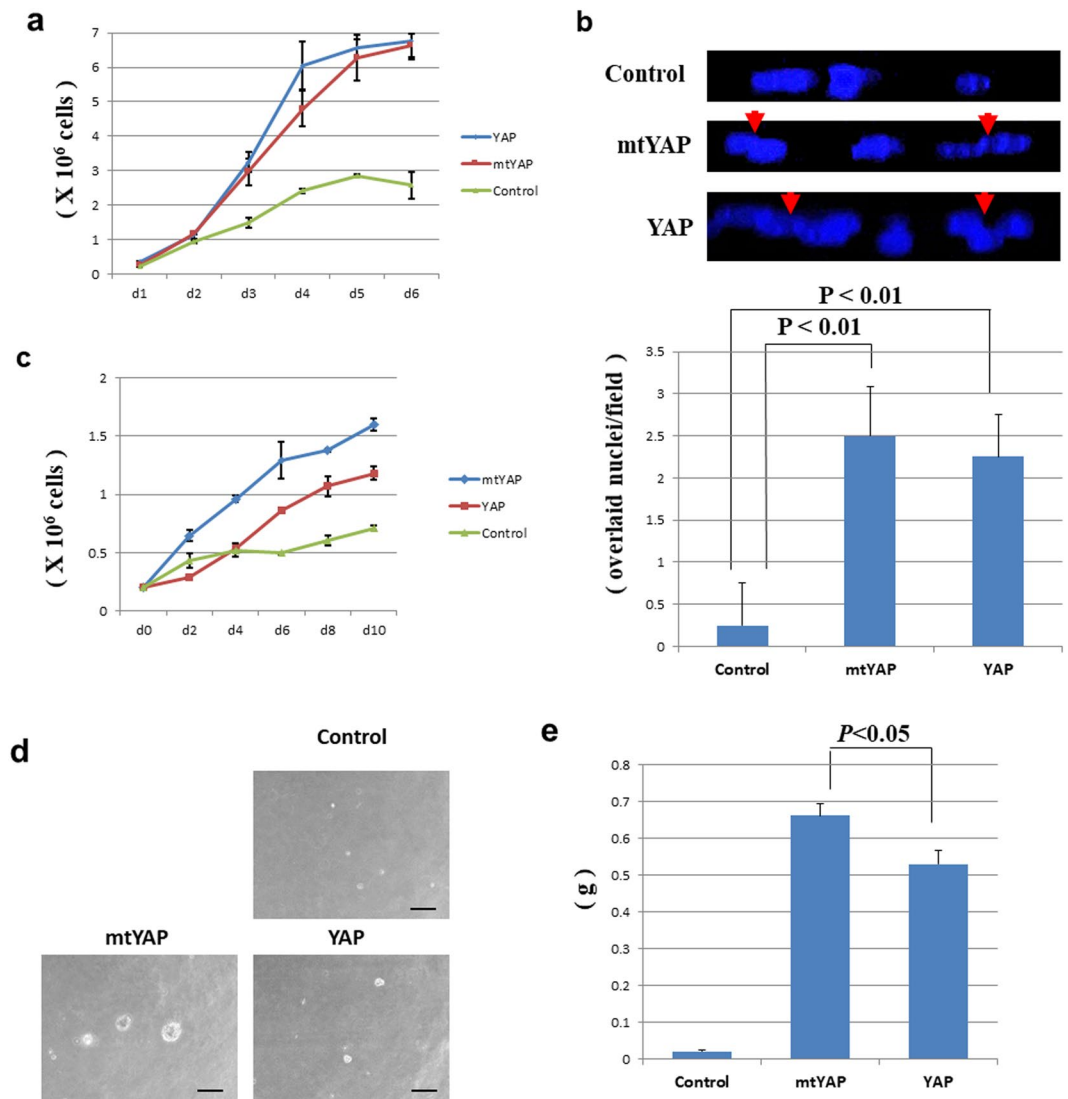 a
( X 10⁶ cells)
7
6
5
4
3
2
1
0
d1 d2 d3 d4 d5 d6
YAP
mtYAP
Control
b
Control
mtYAP
YAP
P < 0.01
P < 0.01
( overlaid nuclei/field)
3.5
3
2.5
2
1.5
1
0.5
0
Control mtYAP YAP
c
( X 10⁶ cells)
2
1.5
1
0.5
0
d0 d2 d4 d6 d8 d10
mtYAP
YAP
Control
d
Control
mtYAP YAP
e
P<0.05
( g )
0.8
0.7
0.6
0.5
0.4
0.3
0.2
0.1
0
Control mtYAP YAP